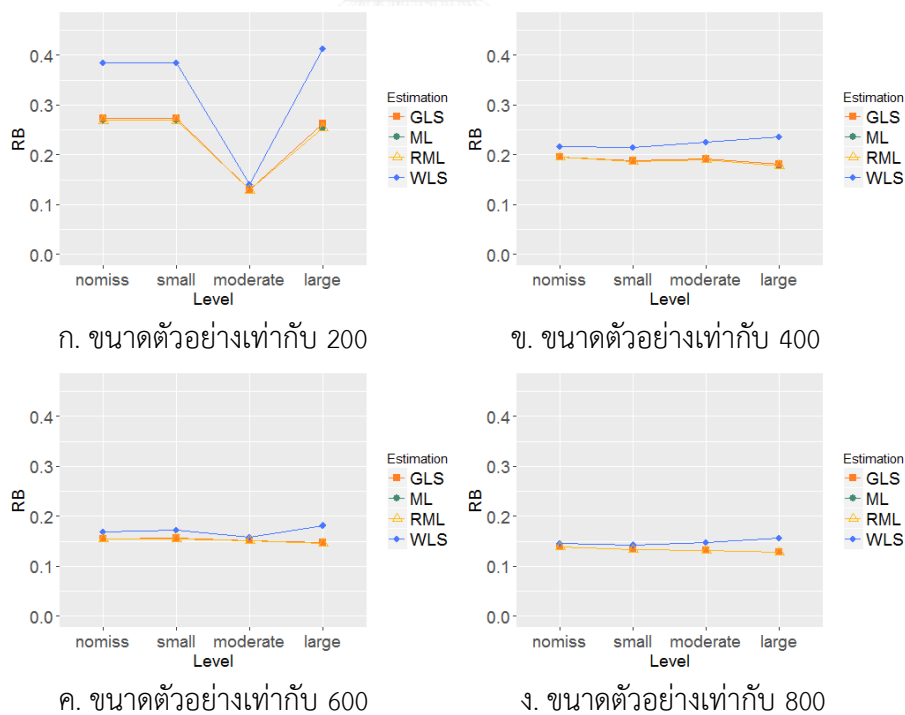 0.4
0.3
0.2
0.1
0.0
RB
nomiss small moderate large
Level
Estimation
GLS
ML
RML
WLS
ก. ขนาดตัวอย่างเท่ากับ 200
0.4
0.3
0.2
0.1
0.0
RB
nomiss small moderate large
Level
Estimation
GLS
ML
RML
WLS
ข. ขนาดตัวอย่างเท่ากับ 400
0.4
0.3
0.2
0.1
0.0
RB
nomiss small moderate large
Level
Estimation
GLS
ML
RML
WLS
ค. ขนาดตัวอย่างเท่ากับ 600
0.4
0.3
0.2
0.1
0.0
RB
nomiss small moderate large
Level
Estimation
GLS
ML
RML
WLS
ง. ขนาดตัวอย่างเท่ากับ 800